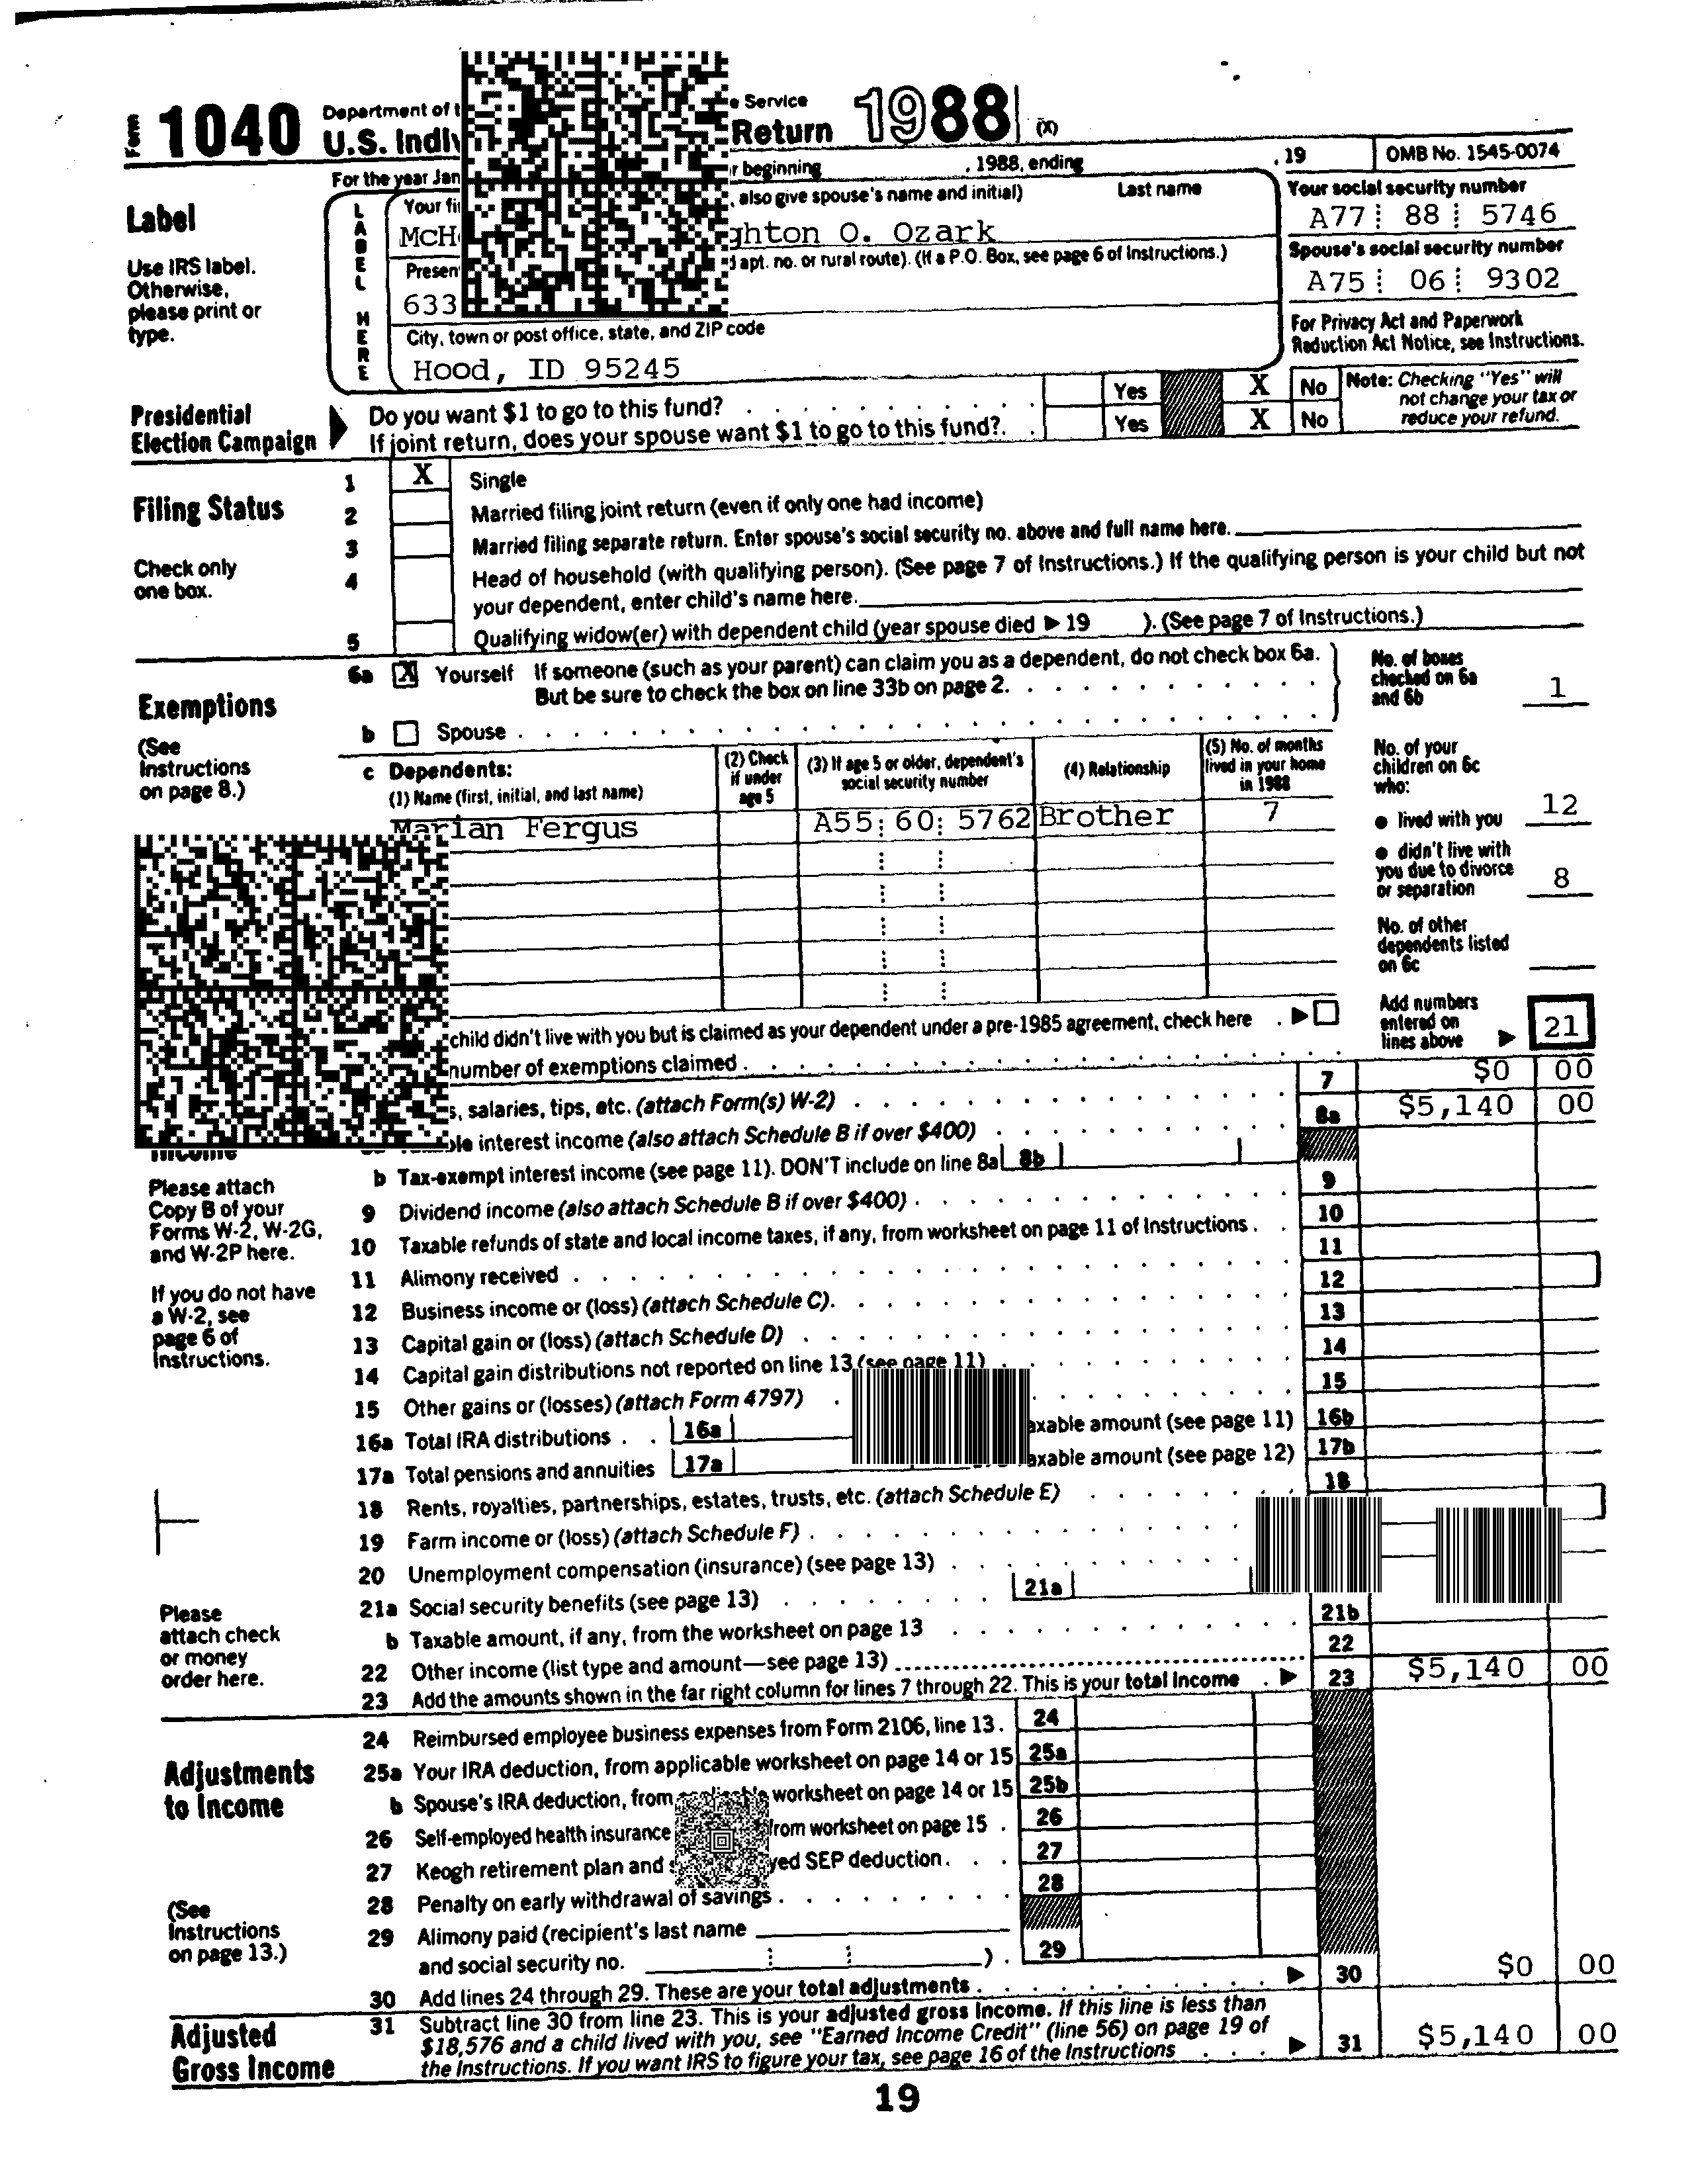 Form 1040 Department of Service
U.S. Return 1988 (X)
For the year Jan beginning , 1988, ending , 19 OMB No. 1545-0074
Label
Use IRS label.
Otherwise,
please print or
type.
LABEL HERE
Your , also give spouse's name and initial) Last name
O. Ozark
Your social security number
A77 88 5746
apt. no. or rural route). (If a P.O. Box, see page 6 of Instructions.)
633
Spouse's social security number
A75 06 9302
City, town or post office, state, and ZIP code
Hood, ID 95245
For Privacy Act and Paperwork
Reduction Act Notice, see Instructions.
Presidential
Election Campaign
Do you want $1 to go to this fund? Yes X No
If joint return, does your spouse want $1 to go to this fund? Yes X No
Note: Checking "Yes" will
not change your tax or
reduce your refund.
Filing Status
Check only
one box.
1 X Single
2 Married filing joint return (even if only one had income)
3 Married filing separate return. Enter spouse's social security no. above and full name here.
4 Head of household (with qualifying person). (See page 7 of Instructions.) If the qualifying person is your child but not
your dependent, enter child's name here.
5 Qualifying widow(er) with dependent child (year spouse died ▶ 19 ). (See page 7 of Instructions.)
Exemptions
(See
Instructions
on page 8.)
6a X Yourself If someone (such as your parent) can claim you as a dependent, do not check box 6a.
But be sure to check the box on line 33b on page 2.
b Spouse
No. of boxes
checked on 6a
and 6b 1
c Dependents:
(1) Name (first, initial, and last name)
(2) Check
if under
age 5
(3) If age 5 or older, dependent's
social security number
(4) Relationship
(5) No. of months
lived in your home
in 1988
Marian Fergus A55 60 5762 Brother 7
No. of your
children on 6c
who:
● lived with you 12
● didn't live with
you due to divorce
or separation 8
No. of other
dependents listed
on 6c
child didn't live with you but is claimed as your dependent under a pre-1985 agreement, check here ▶
number of exemptions claimed
Add numbers
entered on
lines above ▶ 21
Please attach
Copy B of your
Forms W-2, W-2G,
and W-2P here.
If you do not have
a W-2, see
page 6 of
Instructions.
salaries, tips, etc. (attach Form(s) W-2) 7 $0 00
interest income (also attach Schedule B if over $400) 8a $5,140 00
b Tax-exempt interest income (see page 11). DON'T include on line 8a 8b
9 Dividend income (also attach Schedule B if over $400) 9
10 Taxable refunds of state and local income taxes, if any, from worksheet on page 11 of Instructions 10
11 Alimony received 11
12 Business income or (loss) (attach Schedule C) 12
13 Capital gain or (loss) (attach Schedule D) 13
14 Capital gain distributions not reported on line 13 (see page 11) 14
15 Other gains or (losses) (attach Form 4797) 15
16a Total IRA distributions 16a amount (see page 11) 16b
17a Total pensions and annuities 17a amount (see page 12) 17b
18 Rents, royalties, partnerships, estates, trusts, etc. (attach Schedule E) 18
19 Farm income or (loss) (attach Schedule F)
20 Unemployment compensation (insurance) (see page 13)
21a Social security benefits (see page 13) 21a
b Taxable amount, if any, from the worksheet on page 13 21b
22 Other income (list type and amount—see page 13) 22
23 Add the amounts shown in the far right column for lines 7 through 22. This is your total income ▶ 23 $5,140 00
Please
attach check
or money
order here.
Adjustments
to Income
(See
Instructions
on page 13.)
24 Reimbursed employee business expenses from Form 2106, line 13. 24
25a Your IRA deduction, from applicable worksheet on page 14 or 15 25a
b Spouse's IRA deduction, from worksheet on page 14 or 15 25b
26 Self-employed health insurance from worksheet on page 15 26
27 Keogh retirement plan and SEP deduction 27
28 Penalty on early withdrawal of savings 28
29 Alimony paid (recipient's last name
and social security no. ) 29
30 Add lines 24 through 29. These are your total adjustments ▶ 30 $0 00
Adjusted
Gross Income
31 Subtract line 30 from line 23. This is your adjusted gross income. If this line is less than
$18,576 and a child lived with you, see "Earned Income Credit" (line 56) on page 19 of
the Instructions. If you want IRS to figure your tax, see page 16 of the Instructions ▶ 31 $5,140 00
19